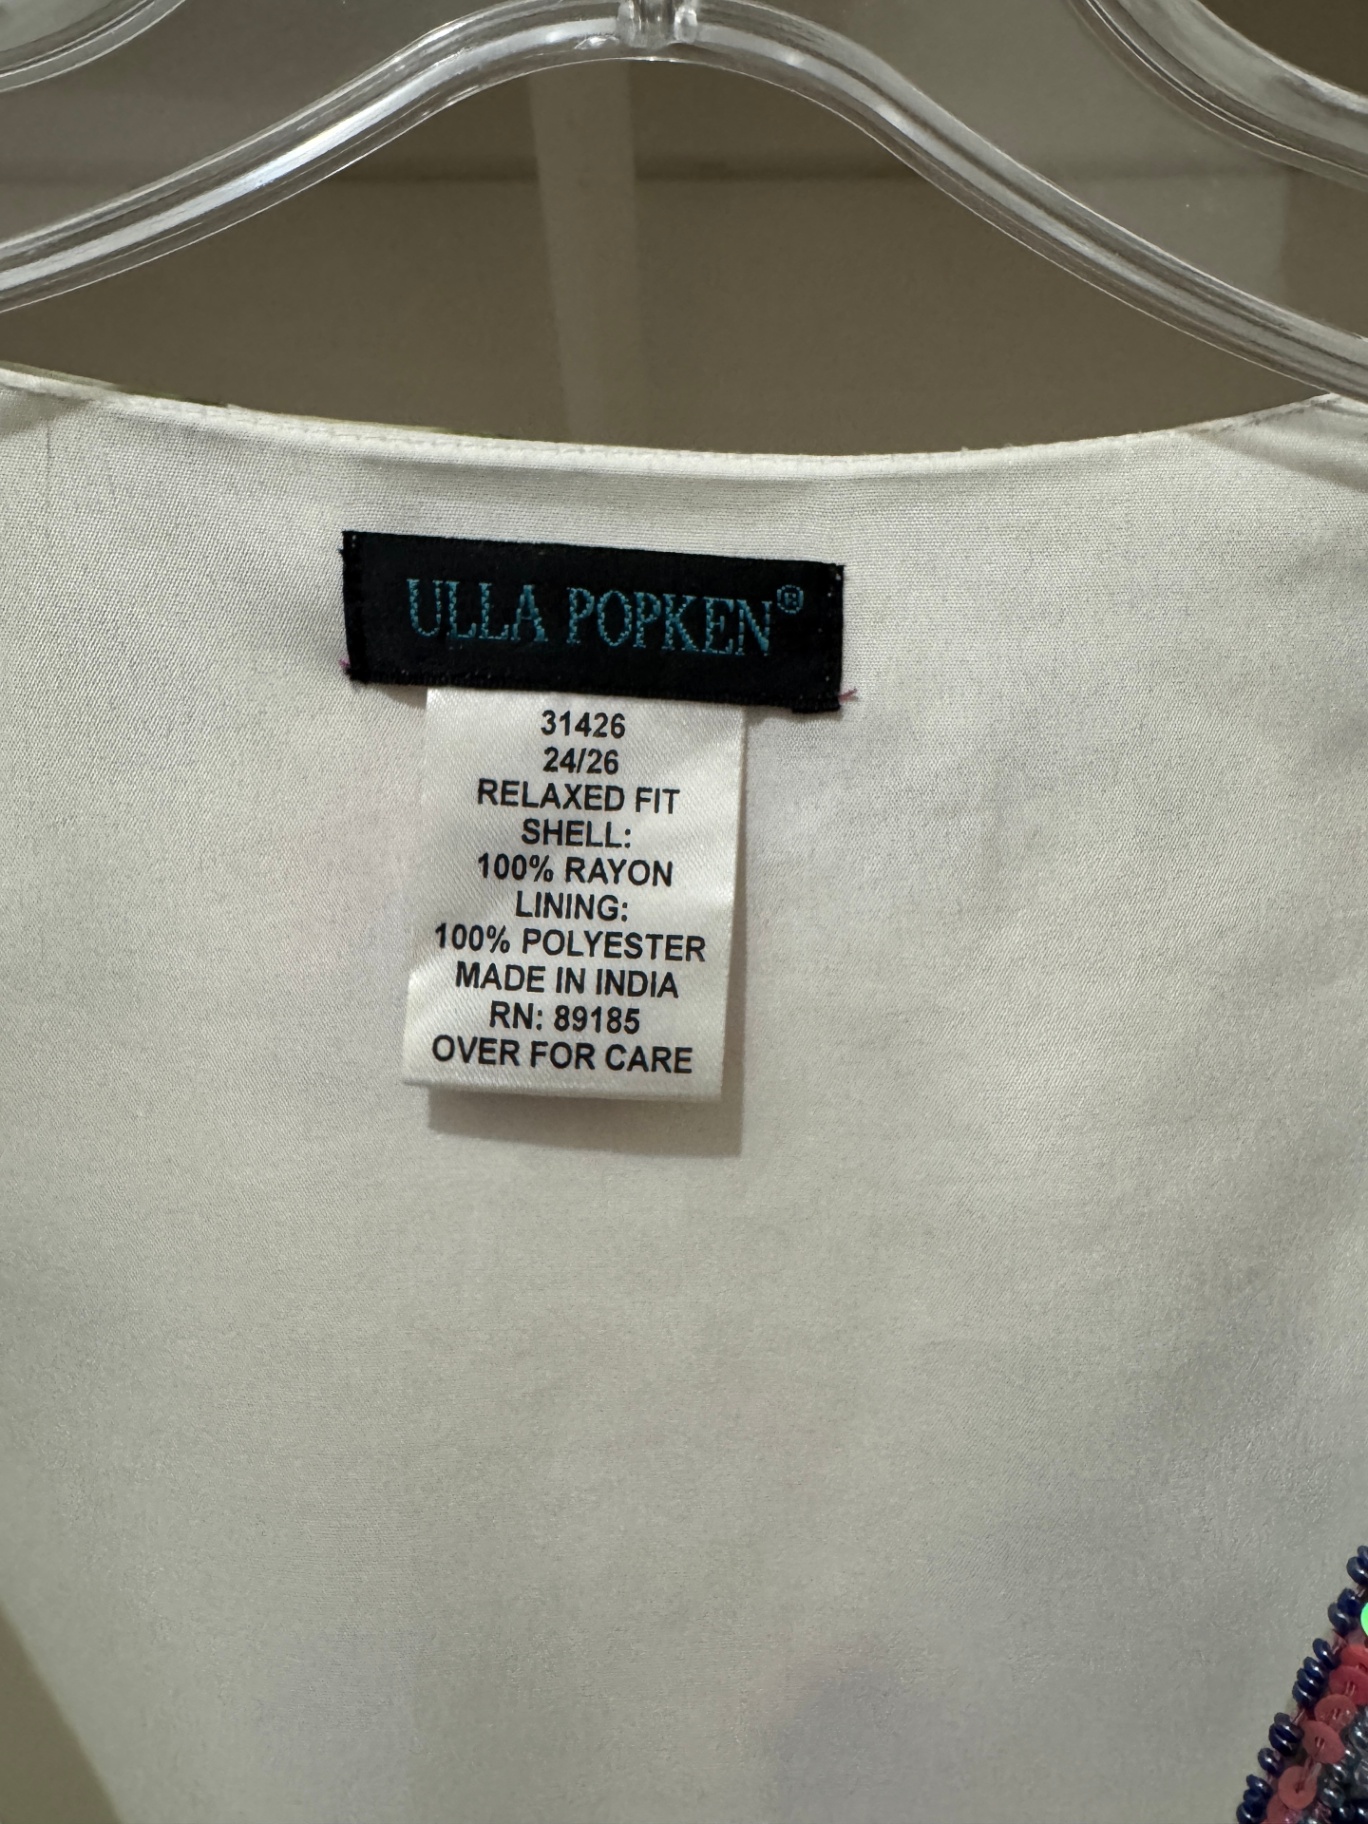 ULLA POPKEN®
31426
24/26
RELAXED FIT
SHELL:
100% RAYON
LINING:
100% POLYESTER
MADE IN INDIA
RN: 89185
OVER FOR CARE